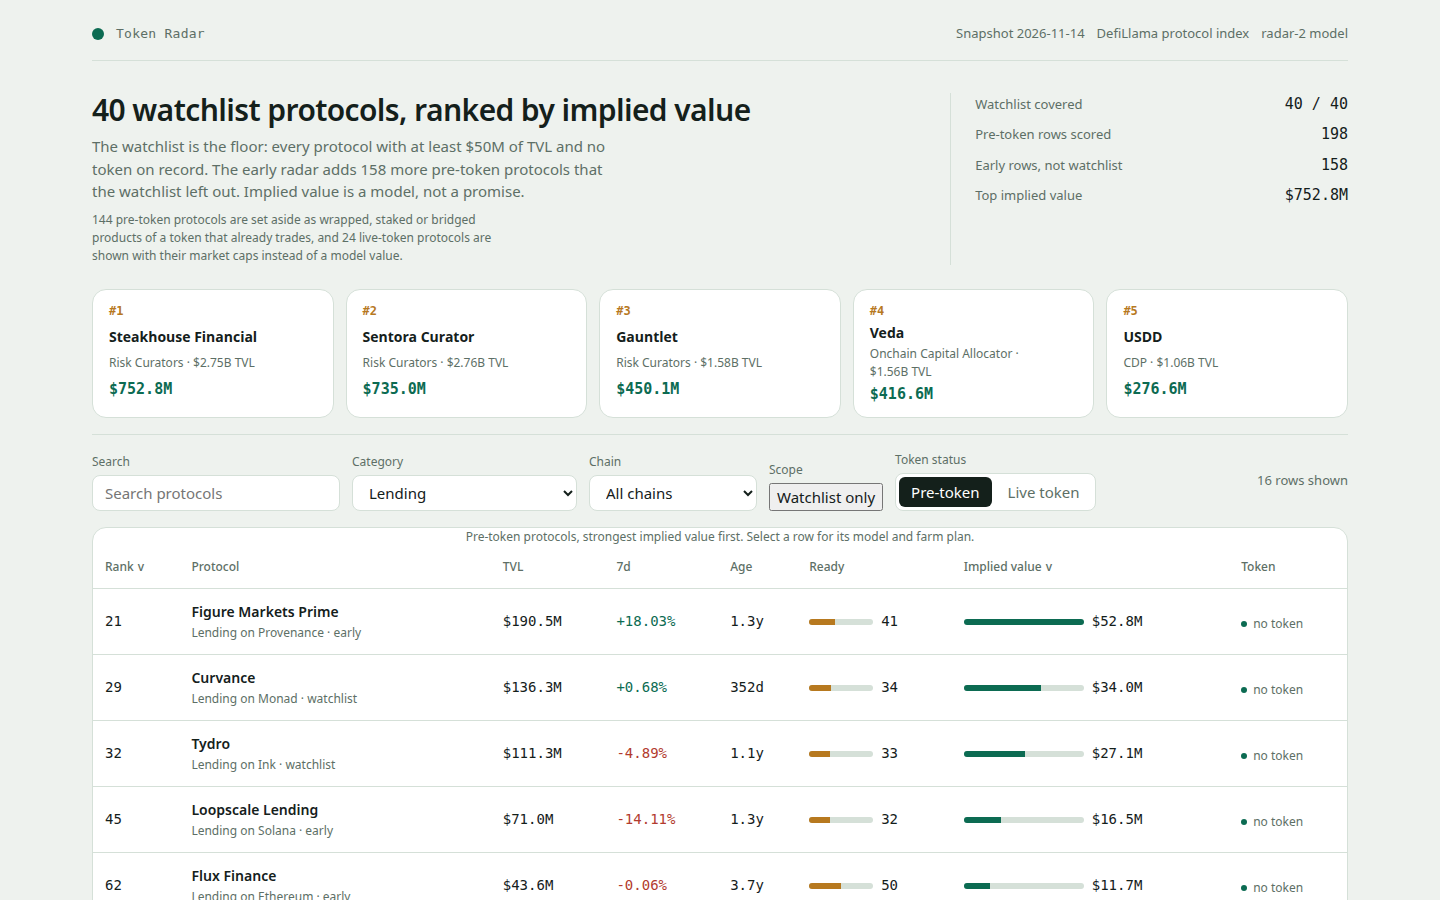 Token Radar
Snapshot 2026-11-14 DefiLlama protocol index radar-2 model
40 watchlist protocols, ranked by implied value
The watchlist is the floor: every protocol with at least $50M of TVL and no
token on record. The early radar adds 158 more pre-token protocols that
the watchlist left out. Implied value is a model, not a promise.
144 pre-token protocols are set aside as wrapped, staked or bridged
products of a token that already trades, and 24 live-token protocols are
shown with their market caps instead of a model value.
Watchlist covered 40 / 40
Pre-token rows scored 198
Early rows, not watchlist 158
Top implied value $752.8M
#1
Steakhouse Financial
Risk Curators · $2.75B TVL
$752.8M
#2
Sentora Curator
Risk Curators · $2.76B TVL
$735.0M
#3
Gauntlet
Risk Curators · $1.58B TVL
$450.1M
#4
Veda
Onchain Capital Allocator ·
$1.56B TVL
$416.6M
#5
USDD
CDP · $1.06B TVL
$276.6M
Search
Search protocols
Category
Lending
Chain
All chains
Scope
Watchlist only
Token status
Pre-token Live token
16 rows shown
Pre-token protocols, strongest implied value first. Select a row for its model and farm plan.
Rank v Protocol TVL 7d Age Ready Implied value v Token
21 Figure Markets Prime $190.5M +18.03% 1.3y 41 $52.8M no token
Lending on Provenance · early
29 Curvance $136.3M +0.68% 352d 34 $34.0M no token
Lending on Monad · watchlist
32 Tydro $111.3M -4.89% 1.1y 33 $27.1M no token
Lending on Ink · watchlist
45 Loopscale Lending $71.0M -14.11% 1.3y 32 $16.5M no token
Lending on Solana · early
62 Flux Finance $43.6M -0.06% 3.7y 50 $11.7M no token
Lending on Ethereum · early